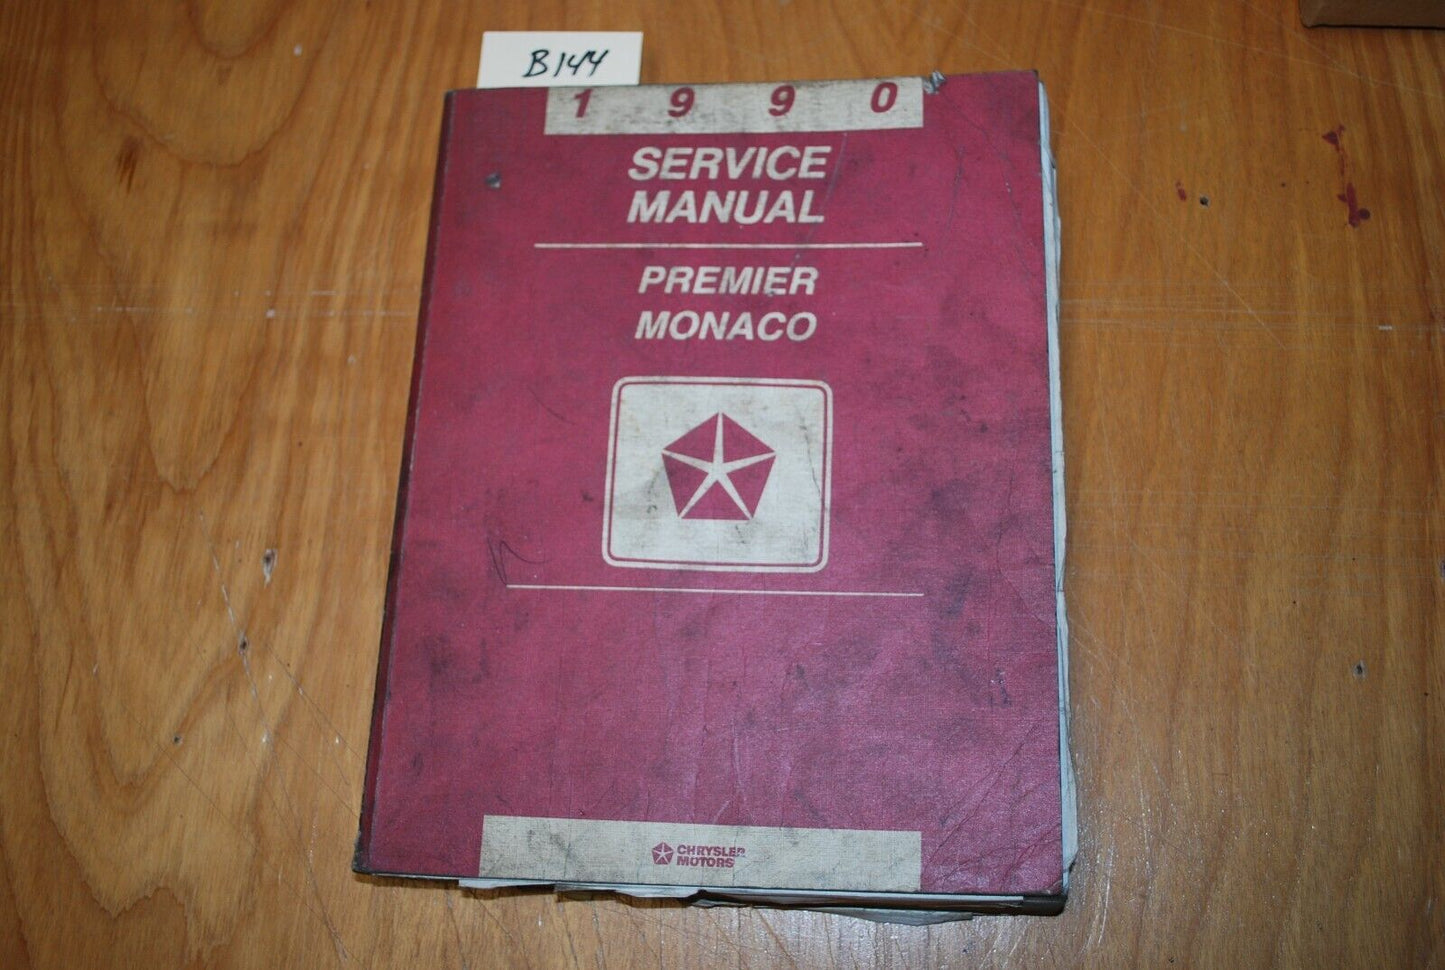 B144
1 9 9 0
SERVICE
MANUAL
PREMIER
MONACO
CHRYSLER
MOTORS